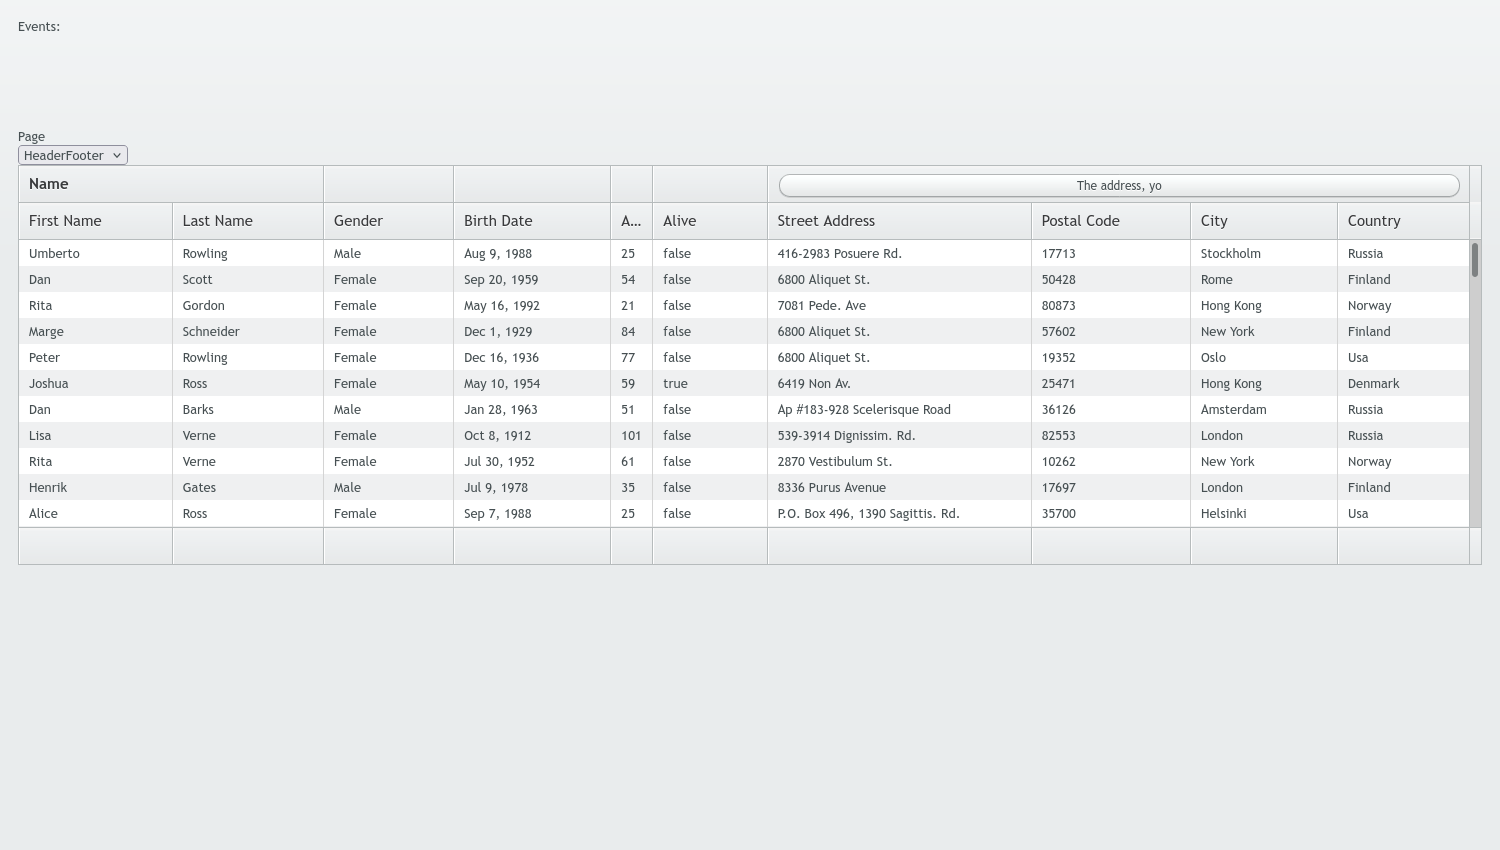 Events:
Page
HeaderFooter
Name The address, yo
First Name Last Name Gender Birth Date A... Alive Street Address Postal Code City Country
Umberto Rowling Male Aug 9, 1988 25 false 416-2983 Posuere Rd. 17713 Stockholm Russia
Dan Scott Female Sep 20, 1959 54 false 6800 Aliquet St. 50428 Rome Finland
Rita Gordon Female May 16, 1992 21 false 7081 Pede. Ave 80873 Hong Kong Norway
Marge Schneider Female Dec 1, 1929 84 false 6800 Aliquet St. 57602 New York Finland
Peter Rowling Female Dec 16, 1936 77 false 6800 Aliquet St. 19352 Oslo Usa
Joshua Ross Female May 10, 1954 59 true 6419 Non Av. 25471 Hong Kong Denmark
Dan Barks Male Jan 28, 1963 51 false Ap #183-928 Scelerisque Road 36126 Amsterdam Russia
Lisa Verne Female Oct 8, 1912 101 false 539-3914 Dignissim. Rd. 82553 London Russia
Rita Verne Female Jul 30, 1952 61 false 2870 Vestibulum St. 10262 New York Norway
Henrik Gates Male Jul 9, 1978 35 false 8336 Purus Avenue 17697 London Finland
Alice Ross Female Sep 7, 1988 25 false P.O. Box 496, 1390 Sagittis. Rd. 35700 Helsinki Usa